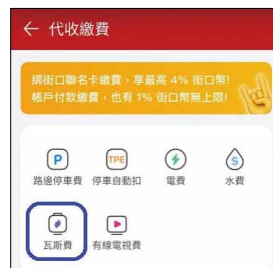 代收繳費
綁街口聯名卡繳費，享最高 4% 街口幣!
帳戶付款繳費，也有 1% 街口幣無上限!
P
TPE
$
路邊停車費
停車自動扣
電費
水費
瓦斯費
有線電視費